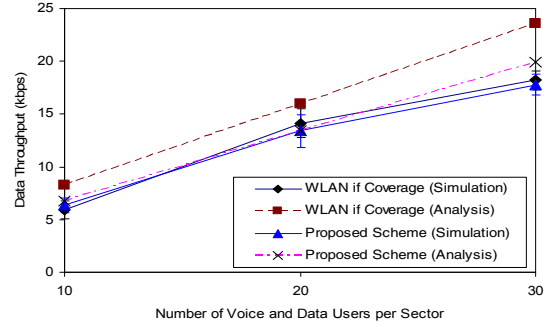 25
20
15
10
5
0
Data Throughput (kbps)
WLAN if Coverage (Simulation)
WLAN if Coverage (Analysis)
Proposed Scheme (Simulation)
Proposed Scheme (Analysis)
10
20
30
Number of Voice and Data Users per Sector